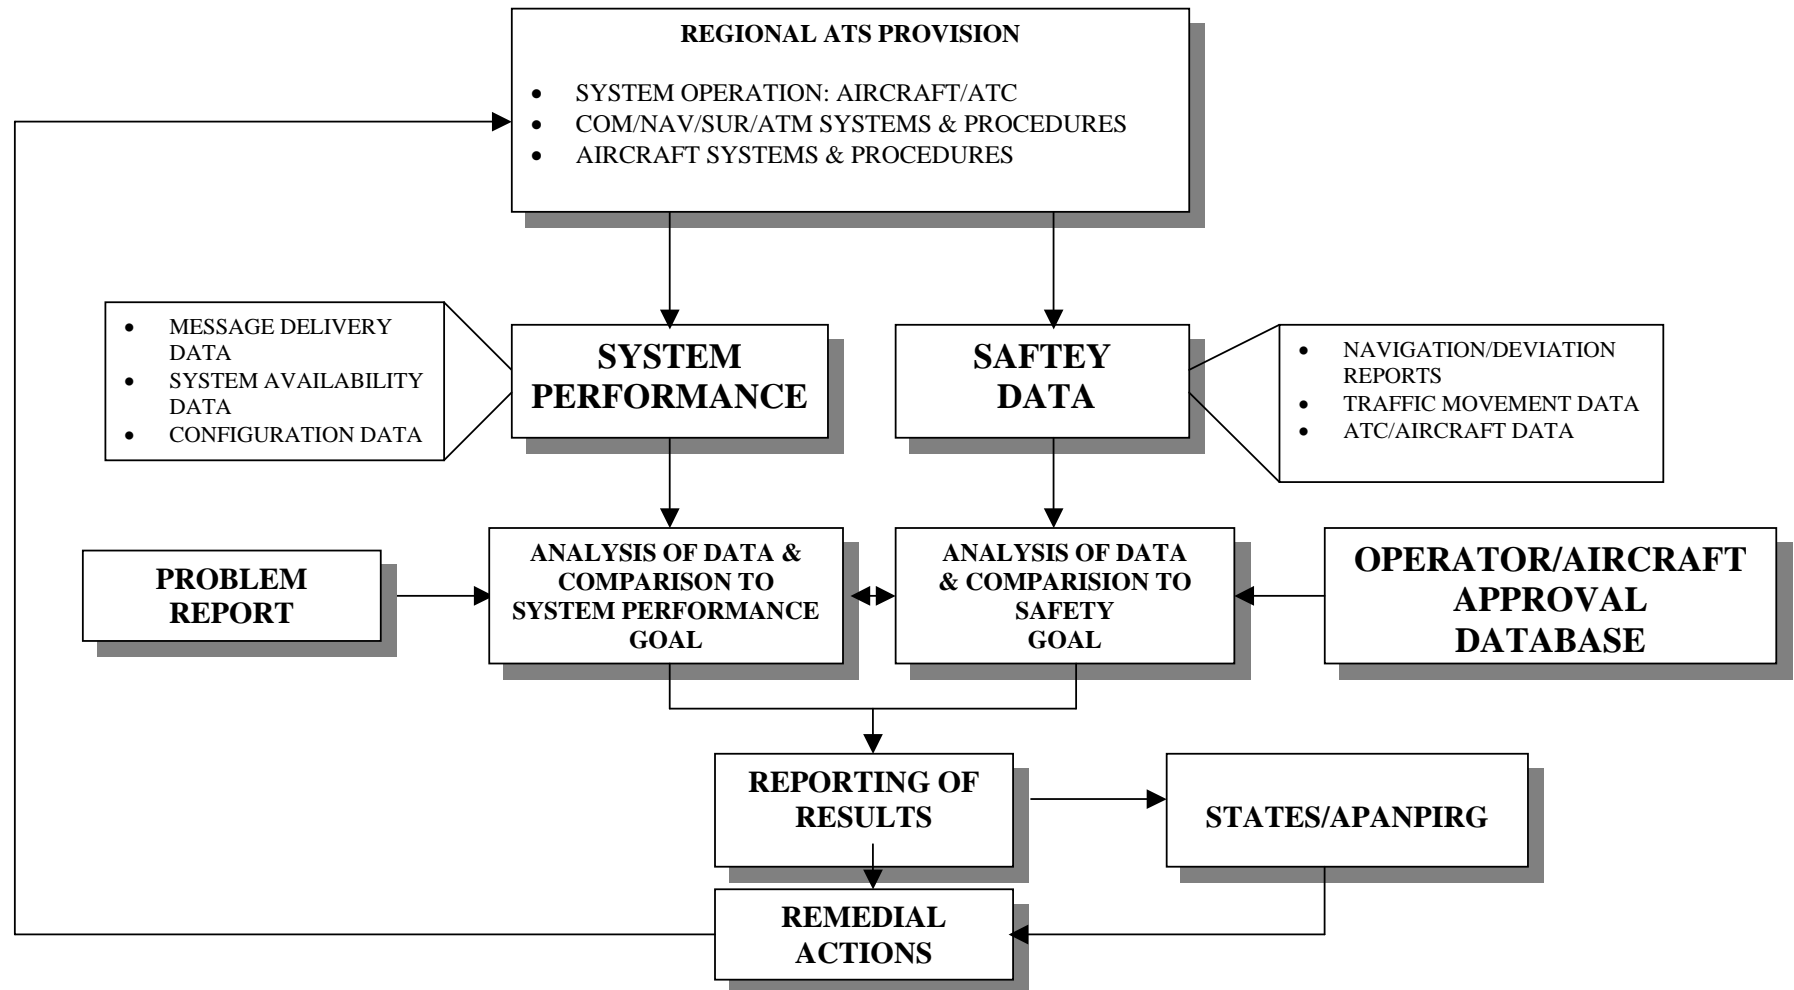 REGIONAL ATS PROVISION
• SYSTEM OPERATION: AIRCRAFT/ATC
• COM/NAV/SUR/ATM SYSTEMS & PROCEDURES
• AIRCRAFT SYSTEMS & PROCEDURES
• MESSAGE DELIVERY
DATA
• SYSTEM AVAILABILITY
DATA
• CONFIGURATION DATA
SYSTEM
PERFORMANCE
SAFTEY
DATA
• NAVIGATION/DEVIATION
REPORTS
• TRAFFIC MOVEMENT DATA
• ATC/AIRCRAFT DATA
PROBLEM
REPORT
ANALYSIS OF DATA &
COMPARISON TO
SYSTEM PERFORMANCE
GOAL
ANALYSIS OF DATA
& COMPARISION TO
SAFETY
GOAL
OPERATOR/AIRCRAFT
APPROVAL
DATABASE
REPORTING OF
RESULTS
STATES/APANPIRG
REMEDIAL
ACTIONS